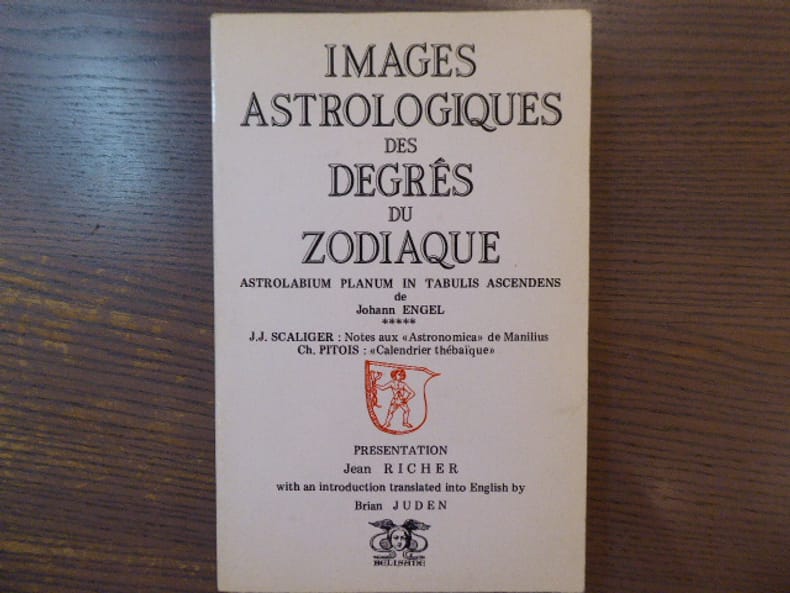 IMAGES
ASTROLOGIQUES
DES
DEGRÊS
DU
ZODIAQUE
ASTROLABIUM PLANUM IN TABULIS ASCENDENS
de
Johann ENGEL
*****
J.J. SCALIGER : Notes aux «Astronomica» de Manilius
Ch. PITOIS : «Calendrier thébaïque»
PRESENTATION
Jean RICHER
with an introduction translated into English by
Brian JUDEN
BELISANE